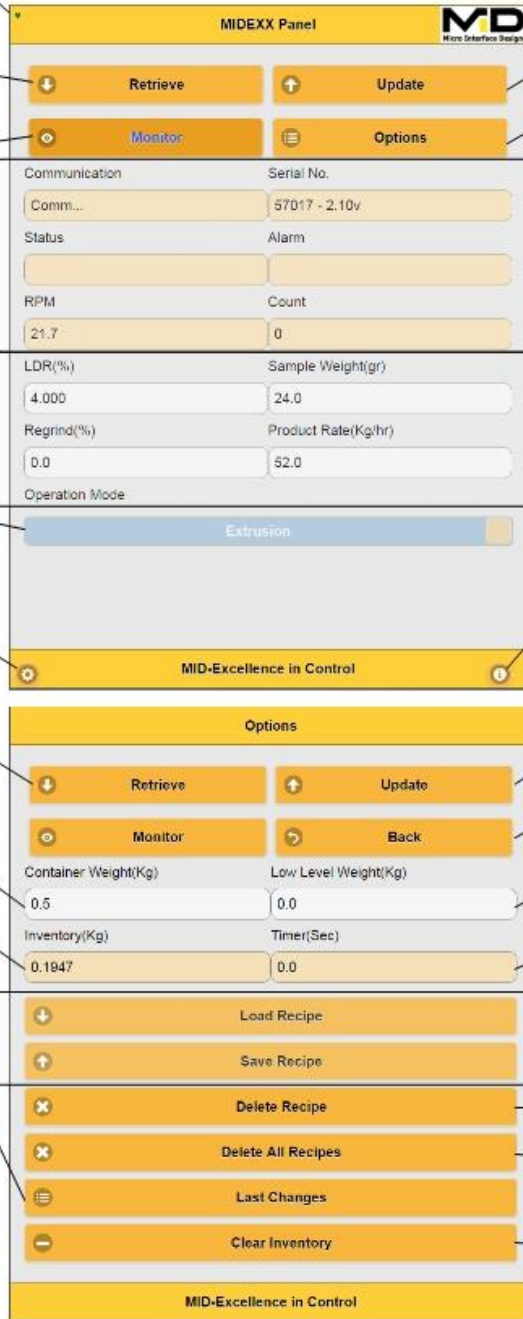 MIDEXX Panel
MID
Micro Interface Design
Retrieve Update
Monitor Options
Communication Serial No.
Comm... 57017 - 2.10v
Status Alarm
RPM Count
21.7 0
LDR(%) Sample Weight(gr)
4.000 24.0
Regrind(%) Product Rate(Kg/hr)
0.0 52.0
Operation Mode
Extrusion
MID-Excellence in Control
Options
Retrieve Update
Monitor Back
Container Weight(Kg) Low Level Weight(Kg)
0.5 0.0
Inventory(Kg) Timer(Sec)
0.1947 0.0
Load Recipe
Save Recipe
Delete Recipe
Delete All Recipes
Last Changes
Clear Inventory
MID-Excellence in Control